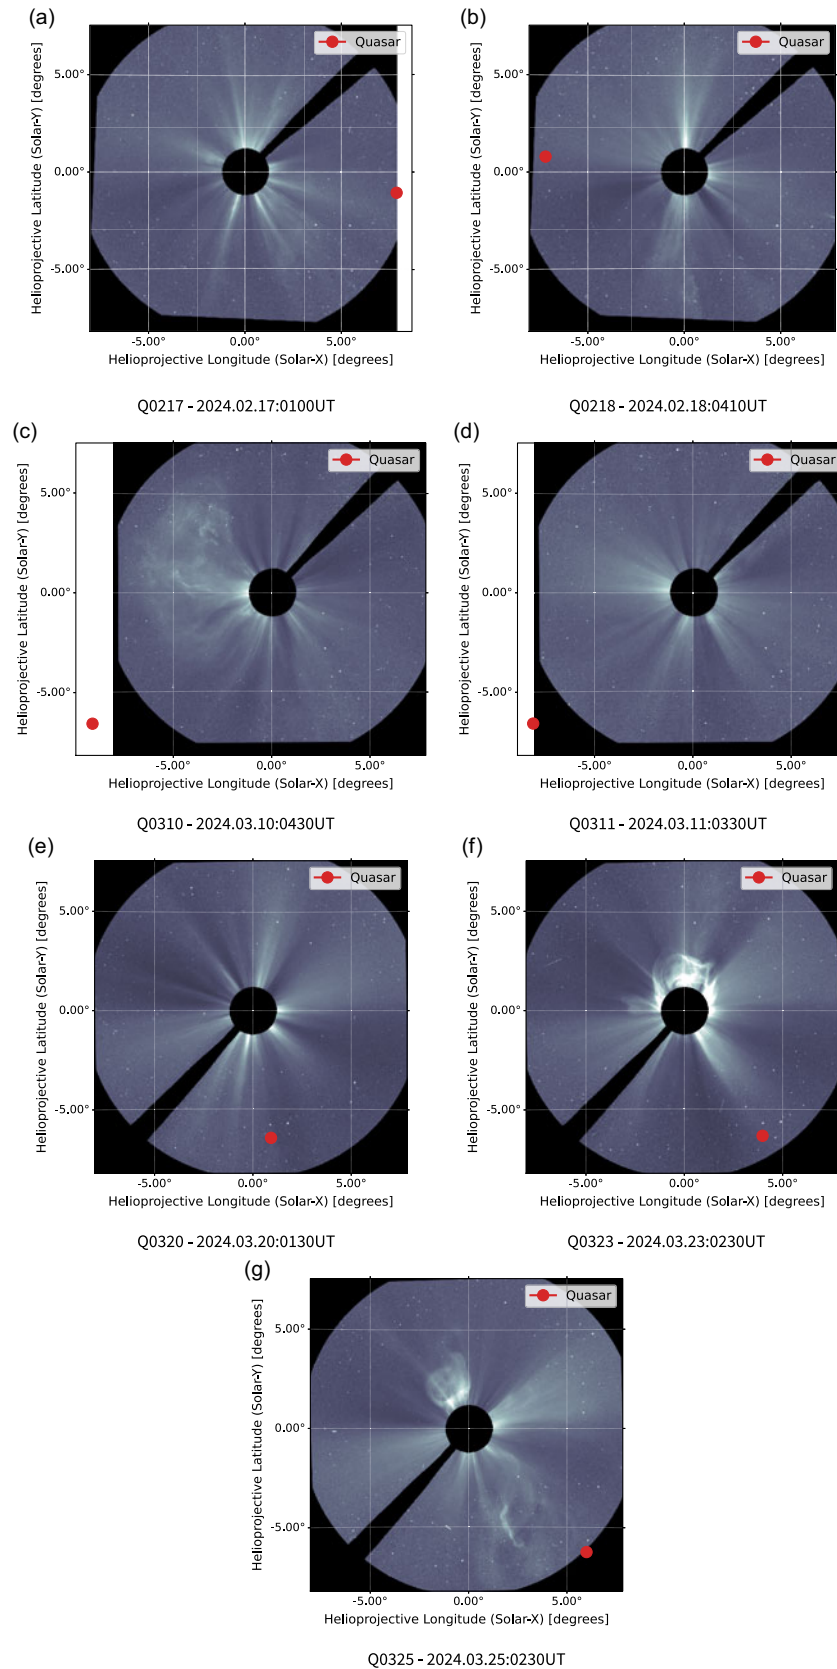 (a)
Quasar
5.00°
0.00°
-5.00°
-5.00° 0.00° 5.00°
Helioprojective Latitude (Solar-Y) [degrees]
Helioprojective Longitude (Solar-X) [degrees]
Q0217 - 2024.02.17:0100UT
(b)
Quasar
5.00°
0.00°
-5.00°
-5.00° 0.00° 5.00°
Helioprojective Latitude (Solar-Y) [degrees]
Helioprojective Longitude (Solar-X) [degrees]
Q0218 - 2024.02.18:0410UT
(c)
Quasar
5.00°
0.00°
-5.00°
-5.00° 0.00° 5.00°
Helioprojective Latitude (Solar-Y) [degrees]
Helioprojective Longitude (Solar-X) [degrees]
Q0310 - 2024.03.10:0430UT
(d)
Quasar
5.00°
0.00°
-5.00°
-5.00° 0.00° 5.00°
Helioprojective Latitude (Solar-Y) [degrees]
Helioprojective Longitude (Solar-X) [degrees]
Q0311 - 2024.03.11:0330UT
(e)
Quasar
5.00°
0.00°
-5.00°
-5.00° 0.00° 5.00°
Helioprojective Latitude (Solar-Y) [degrees]
Helioprojective Longitude (Solar-X) [degrees]
Q0320 - 2024.03.20:0130UT
(f)
Quasar
5.00°
0.00°
-5.00°
-5.00° 0.00° 5.00°
Helioprojective Latitude (Solar-Y) [degrees]
Helioprojective Longitude (Solar-X) [degrees]
Q0323 - 2024.03.23:0230UT
(g)
Quasar
5.00°
0.00°
-5.00°
-5.00° 0.00° 5.00°
Helioprojective Latitude (Solar-Y) [degrees]
Helioprojective Longitude (Solar-X) [degrees]
Q0325 - 2024.03.25:0230UT